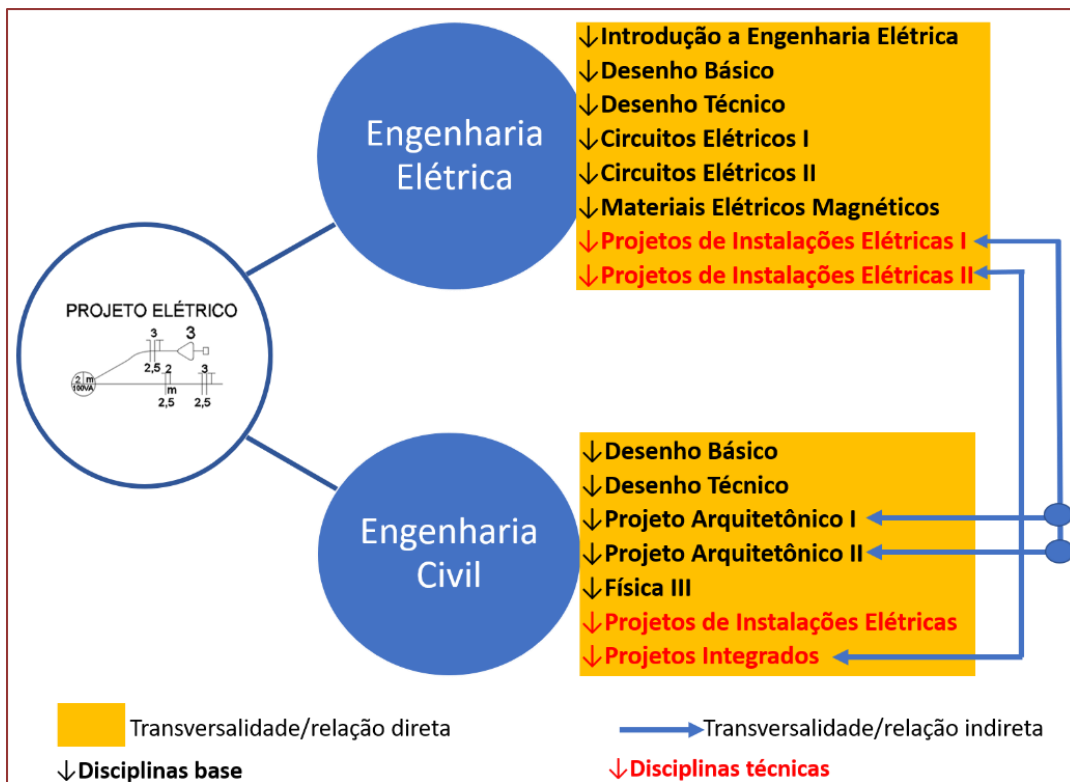 ↓Introdução a Engenharia Elétrica
↓Desenho Básico
↓Desenho Técnico
↓Circuitos Elétricos I
↓Circuitos Elétricos II
↓Materiais Elétricos Magnéticos
↓Projetos de Instalações Elétricas I
↓Projetos de Instalações Elétricas II
Engenharia
Elétrica
PROJETO ELÉTRICO
3
3
2,5
2
3
2 m
100VA
m
2,5
2,5
Engenharia
Civil
↓Desenho Básico
↓Desenho Técnico
↓Projeto Arquitetônico I
↓Projeto Arquitetônico II
↓Física III
↓Projetos de Instalações Elétricas
↓Projetos Integrados
Transversalidade/relação direta
Transversalidade/relação indireta
↓Disciplinas base
↓Disciplinas técnicas